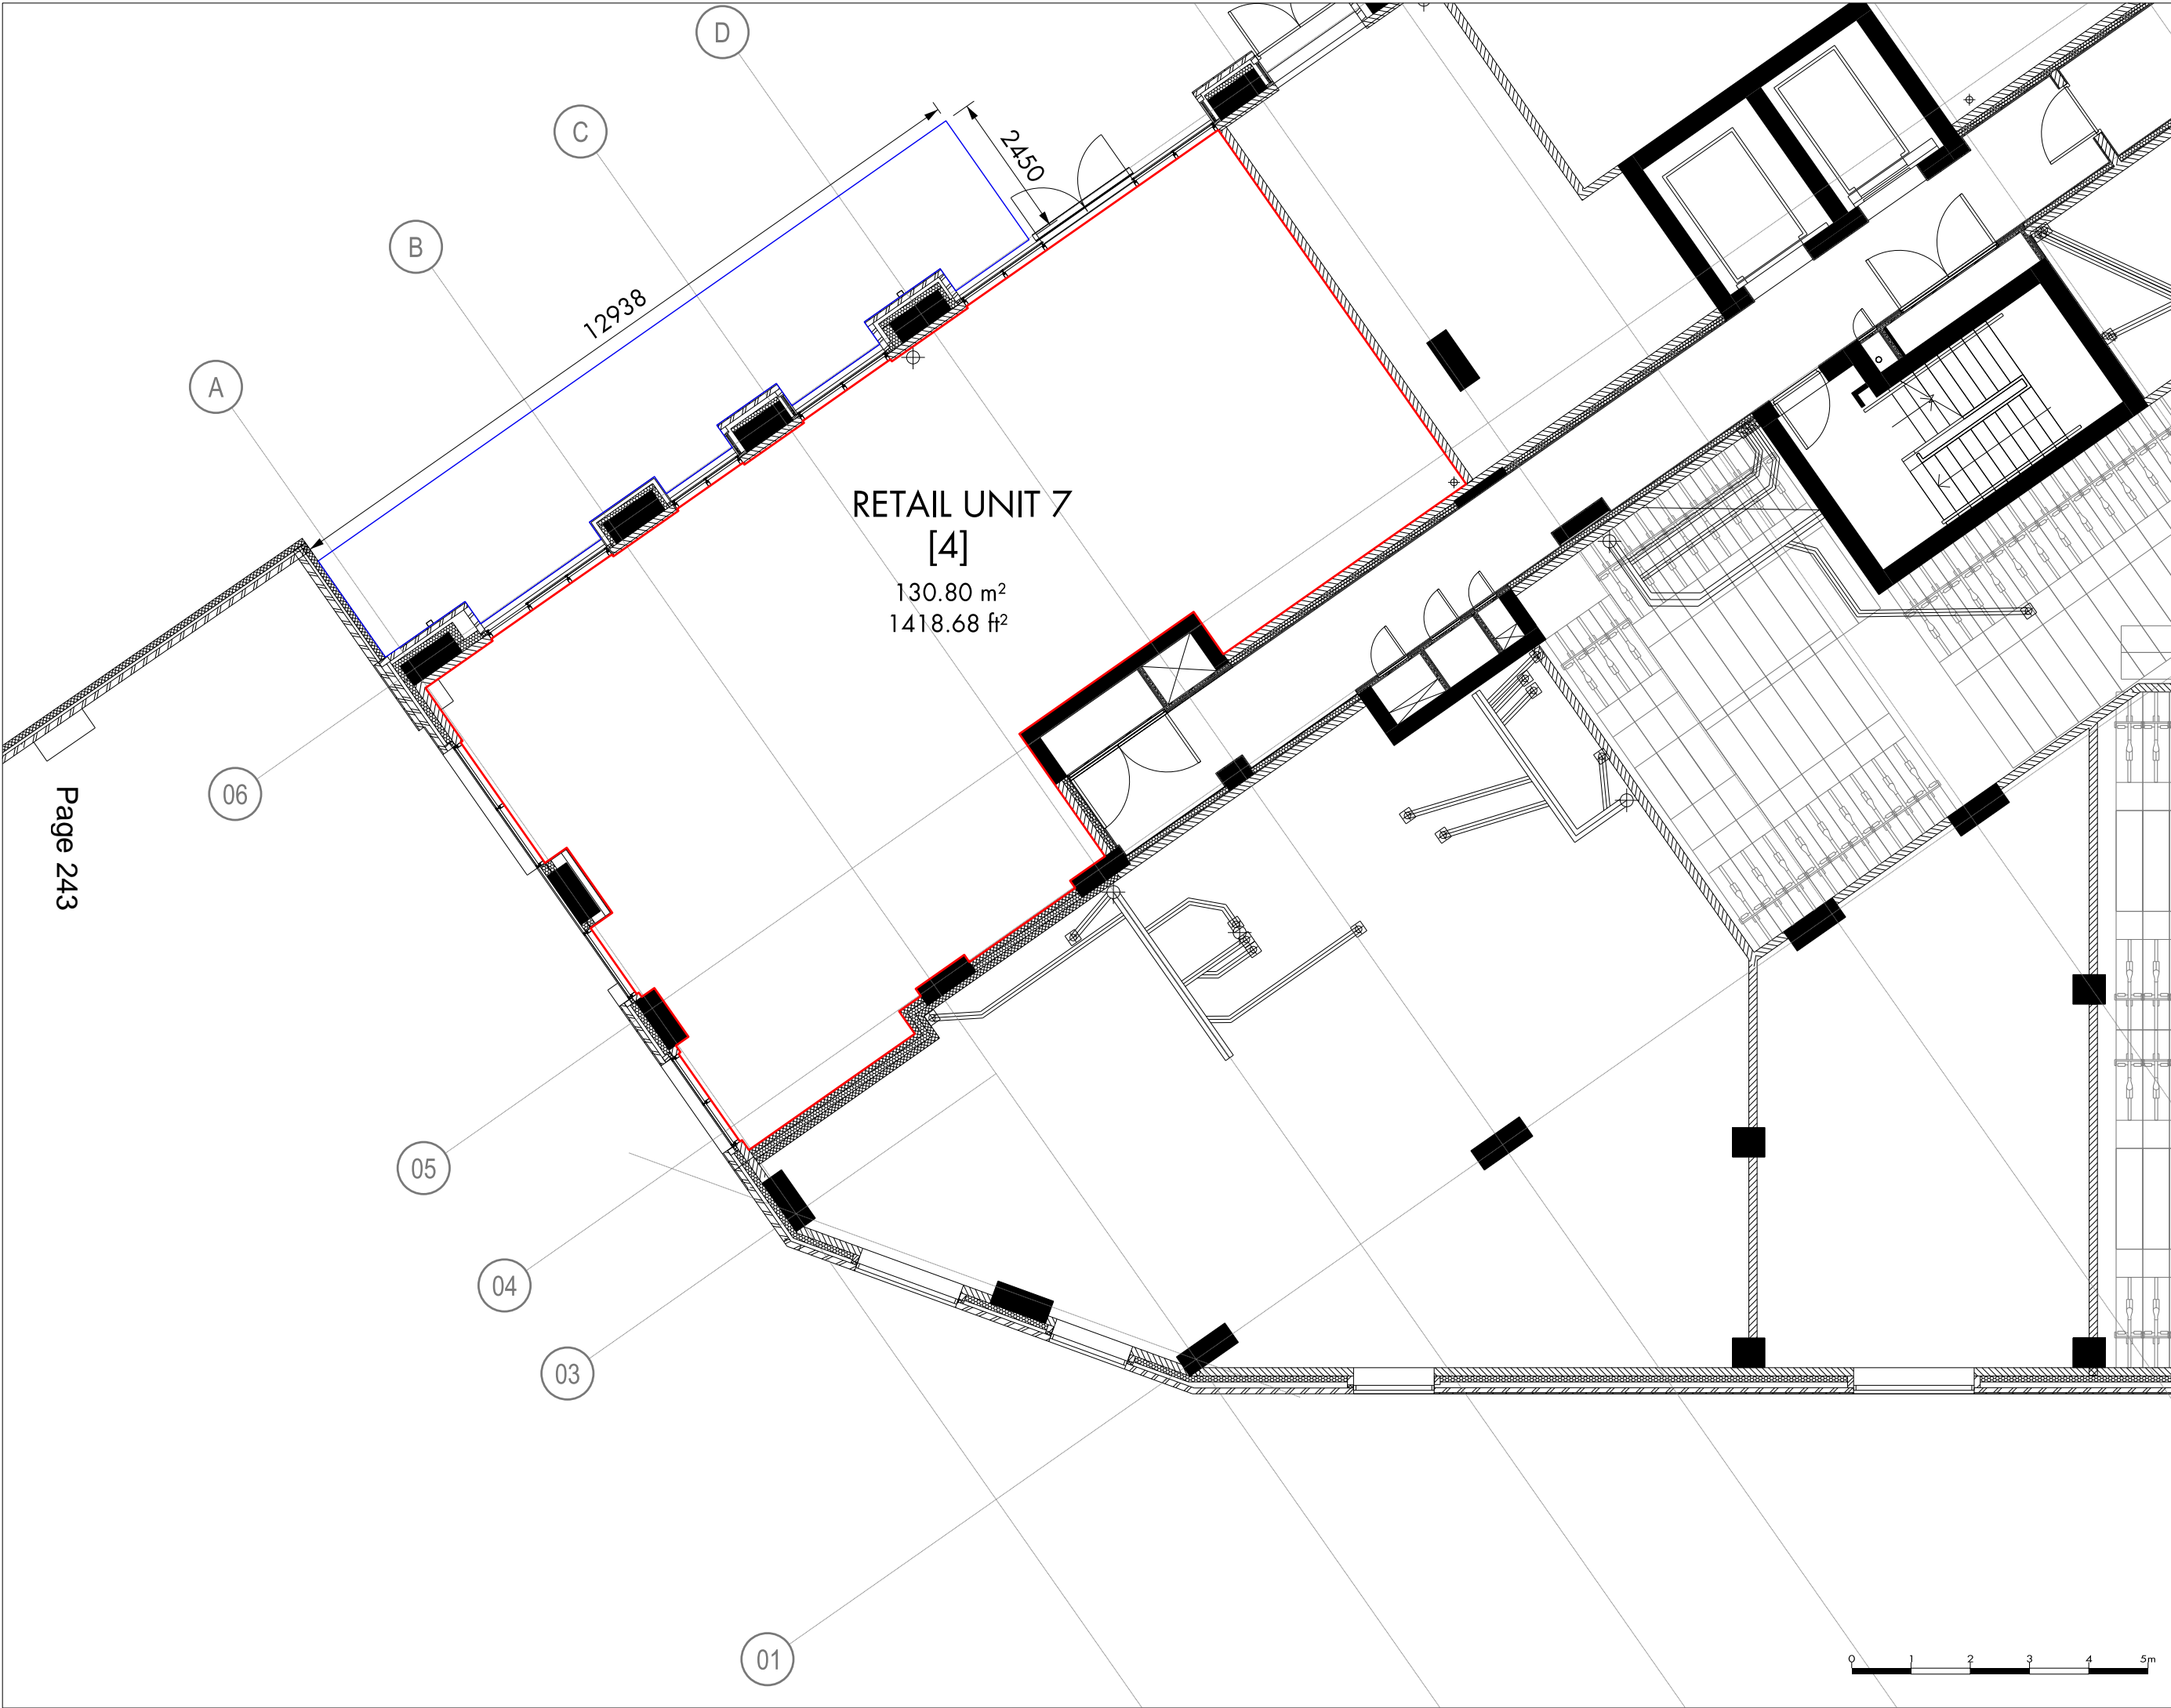 D
C
B
A
2450
12938
RETAIL UNIT 7
[4]
130.80 m²
1418.68 ft²
06
Page 243
05
04
03
01
0 1 2 3 4 5m